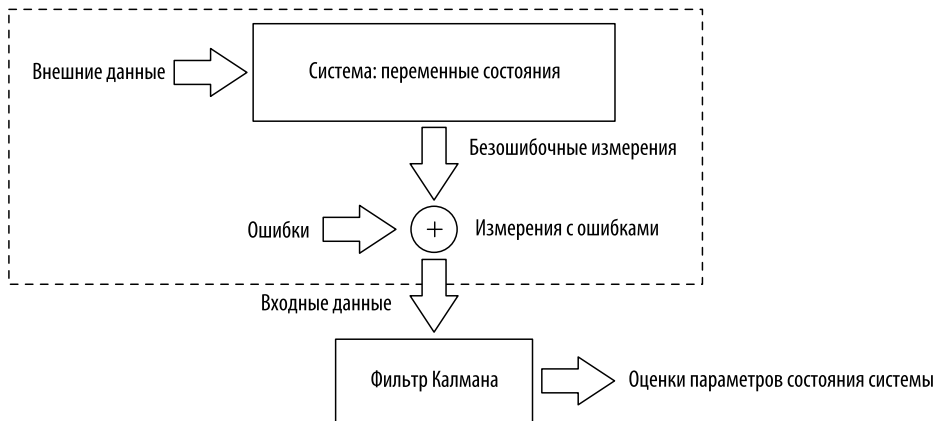 Внешние данные
Система: переменные состояния
Безошибочные измерения
Ошибки
+
Измерения с ошибками
Входные данные
Фильтр Калмана
Оценки параметров состояния системы